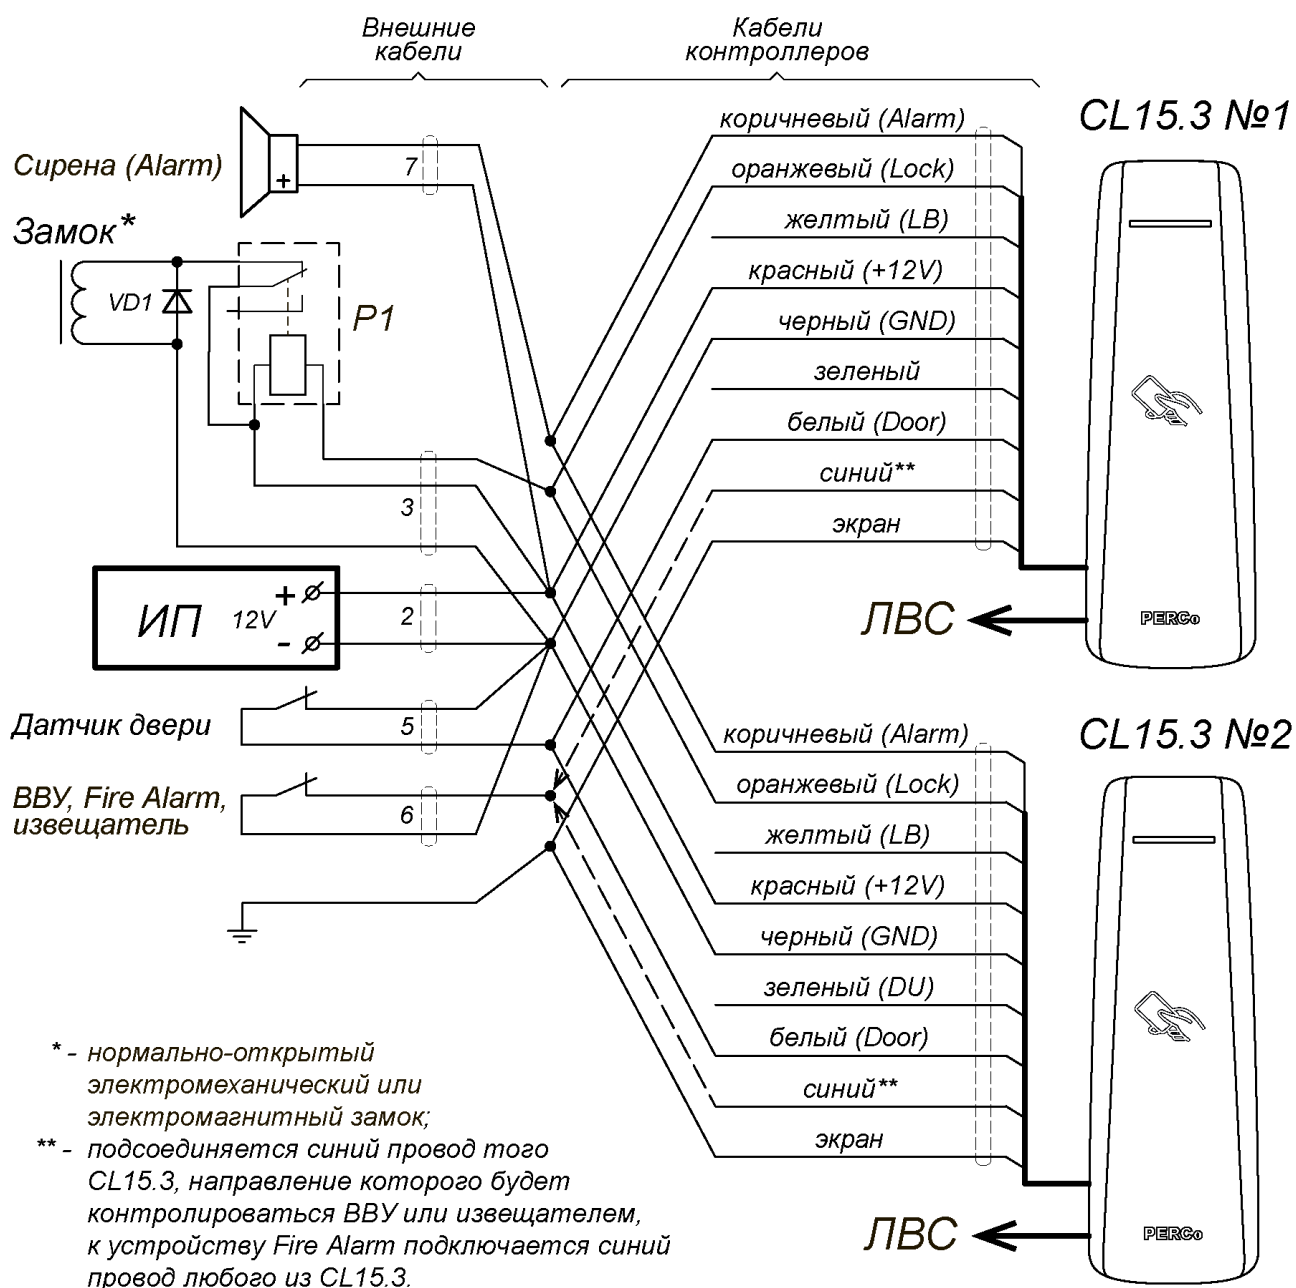 Внешние
кабели
Кабели
контроллеров
CL15.3 №1
Сирена (Alarm)
+
7
коричневый (Alarm)
оранжевый (Lock)
желтый (LB)
красный (+12V)
черный (GND)
зеленый
белый (Door)
синий**
экран
Замок*
VD1
P1
3
ИП
12V
+
-
2
ЛВС
PERCo
Датчик двери
5
ВВУ, Fire Alarm,
извещатель
6
CL15.3 №2
коричневый (Alarm)
оранжевый (Lock)
желтый (LB)
красный (+12V)
черный (GND)
зеленый (DU)
белый (Door)
синий**
экран
ЛВС
PERCo
* - нормально-открытый
электромеханический или
электромагнитный замок;
** - подсоединяется синий провод того
CL15.3, направление которого будет
контролироваться ВВУ или извещателем,
к устройству Fire Alarm подключается синий
провод любого из CL15.3.